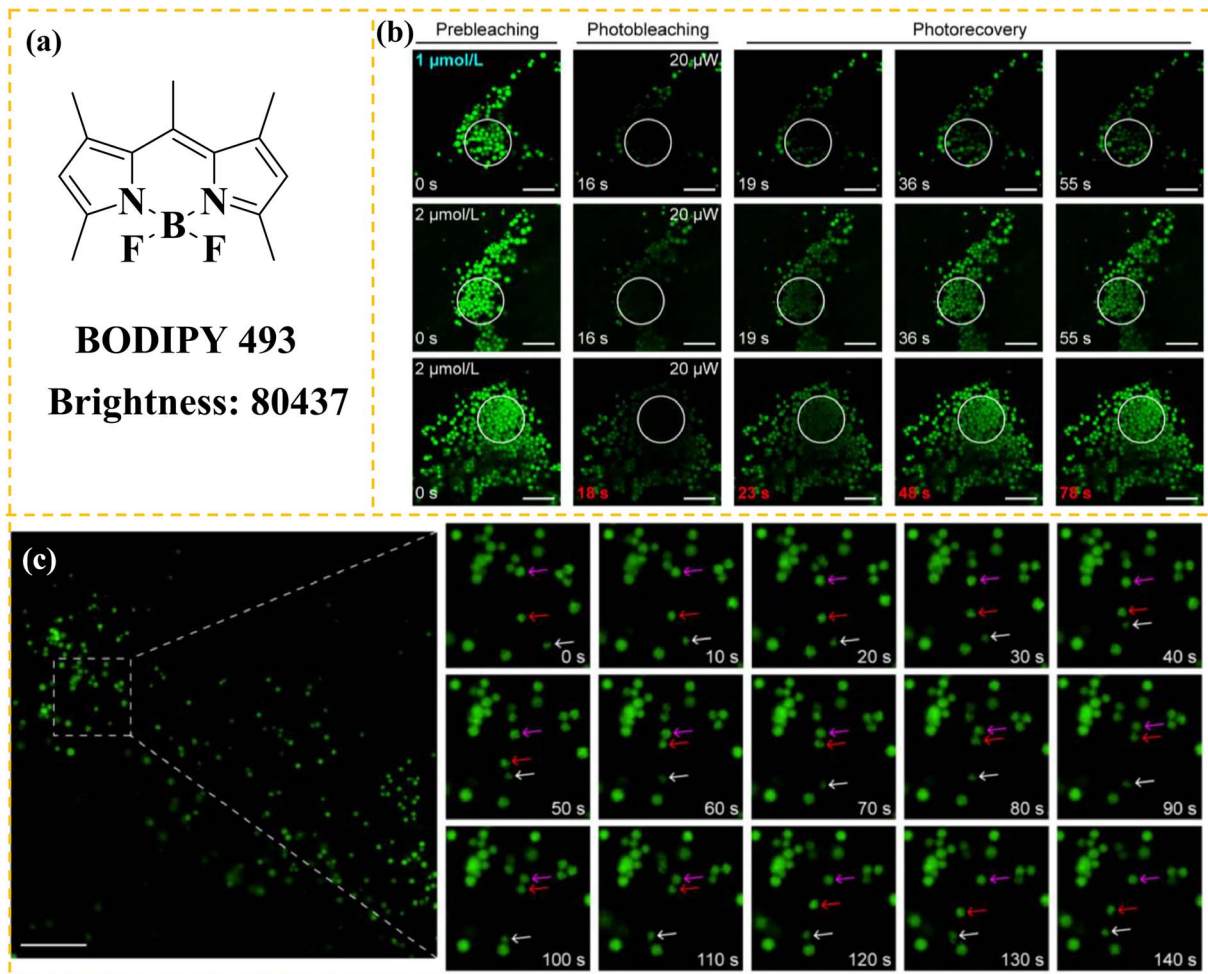 (a)
N
N
B
F
F
BODIPY 493
Brightness: 80437
(b)
Prebleaching
Photobleaching
Photorecovery
1 μmol/L
20 μW
0 s
16 s
19 s
36 s
55 s
2 μmol/L
20 μW
0 s
16 s
19 s
36 s
55 s
2 μmol/L
20 μW
0 s
18 s
23 s
48 s
78 s
(c)
0 s
10 s
20 s
30 s
40 s
50 s
60 s
70 s
80 s
90 s
100 s
110 s
120 s
130 s
140 s